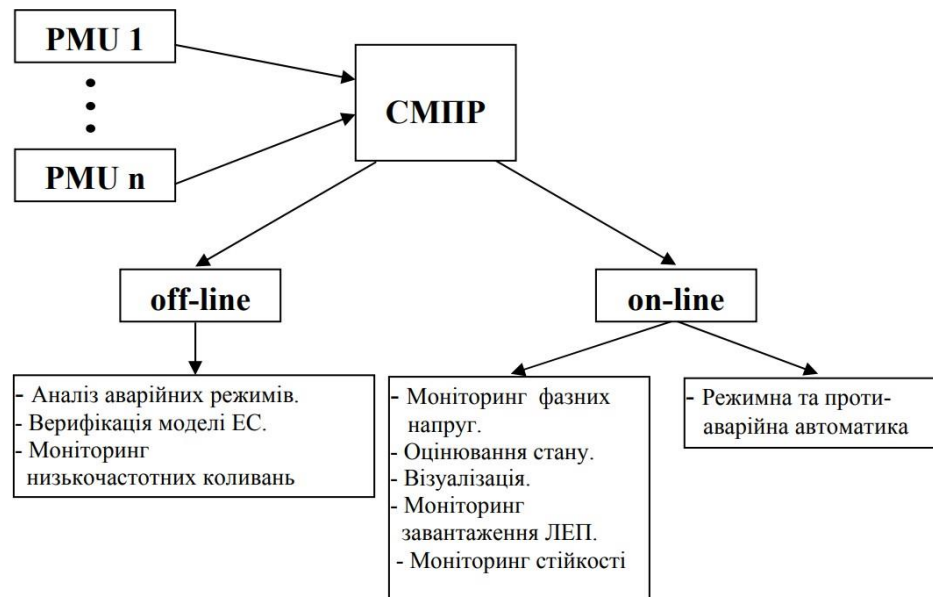 PMU 1
СМПР
PMU n
off-line
on-line
- Аналіз аварійних режимів.
- Верифікація моделі ЕС.
- Моніторинг
низькочастотних коливань
- Моніторинг фазних
напруг.
- Оцінювання стану.
- Візуалізація.
- Моніторинг
завантаження ЛЕП.
- Моніторинг стійкості
- Режимна та проти-
аварійна автоматика